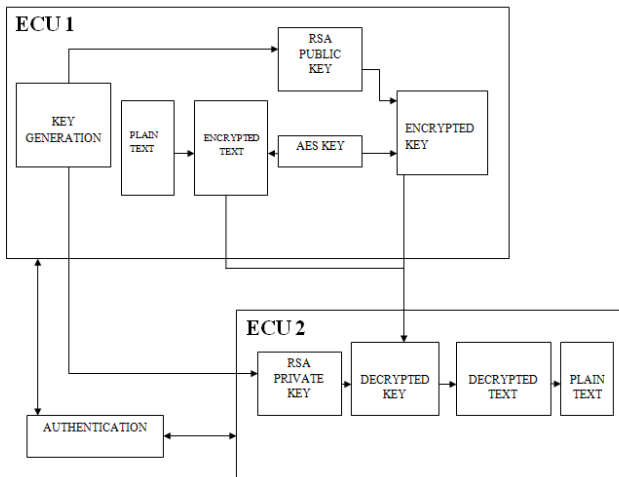 ECU 1
RSA
PUBLIC
KEY
KEY
GENERATION
PLAIN
TEXT
ENCRYPTED
TEXT
AES KEY
ENCRYPTED
KEY
ECU 2
RSA
PRIVATE
KEY
DECRYPTED
KEY
DECRYPTED
TEXT
PLAIN
TEXT
AUTHENTICATION